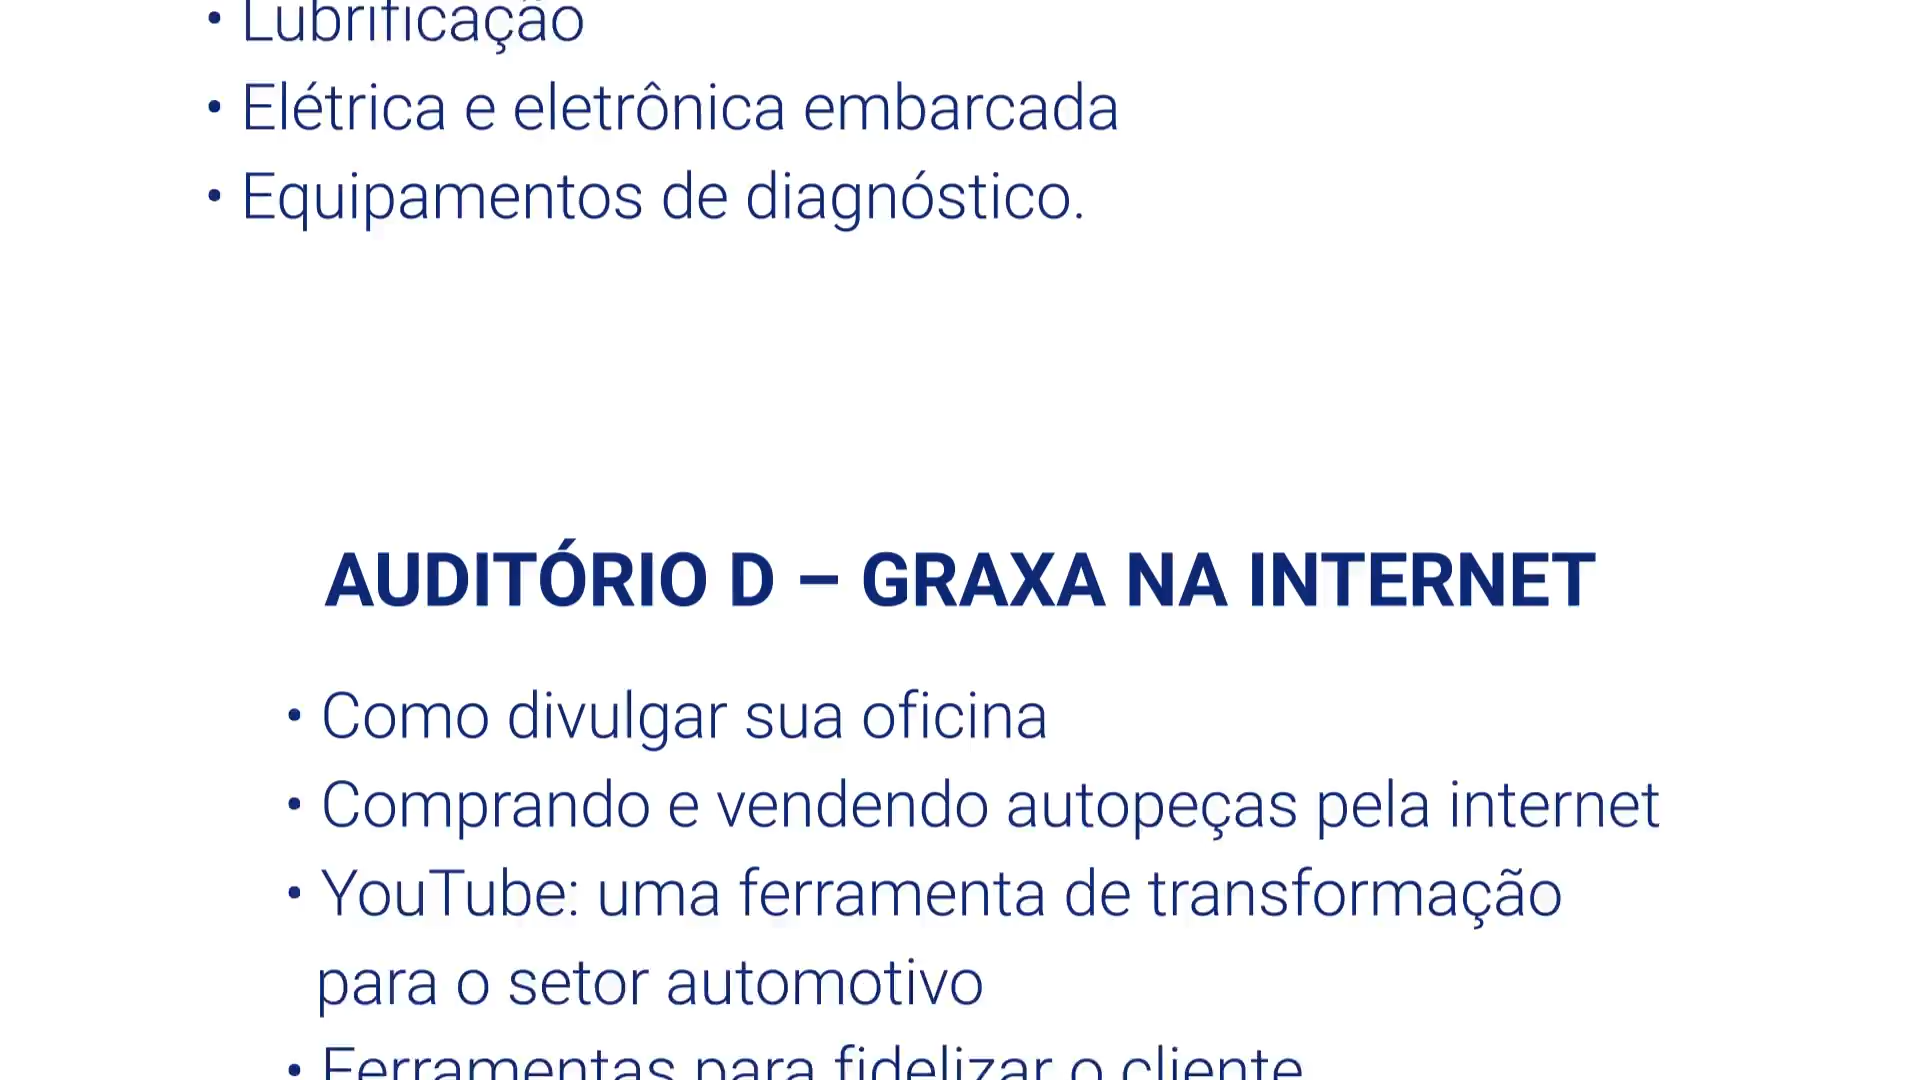 • Lubrificação
• Elétrica e eletrônica embarcada
• Equipamentos de diagnóstico.
AUDITÓRIO D – GRAXA NA INTERNET
• Como divulgar sua oficina
• Comprando e vendendo autopeças pela internet
• YouTube: uma ferramenta de transformação
para o setor automotivo
• Ferramentas para fidelizar o cliente